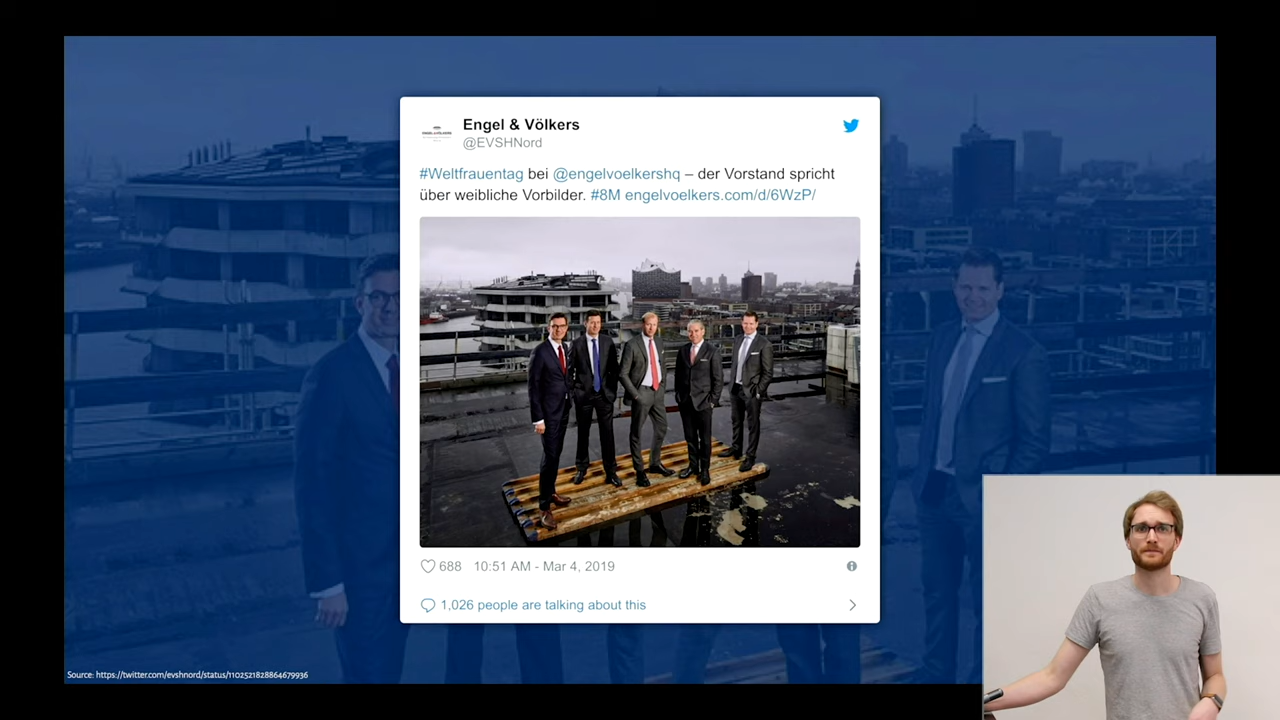 Engel & Völkers
@EVSHNord
#Weltfrauentag bei @engelvoelkershq – der Vorstand spricht
über weibliche Vorbilder. #8M engelvoelkers.com/d/6WzP/
688 10:51 AM - Mar 4, 2019
1,026 people are talking about this
Source: https://twitter.com/evshnord/status/1102521828864679936